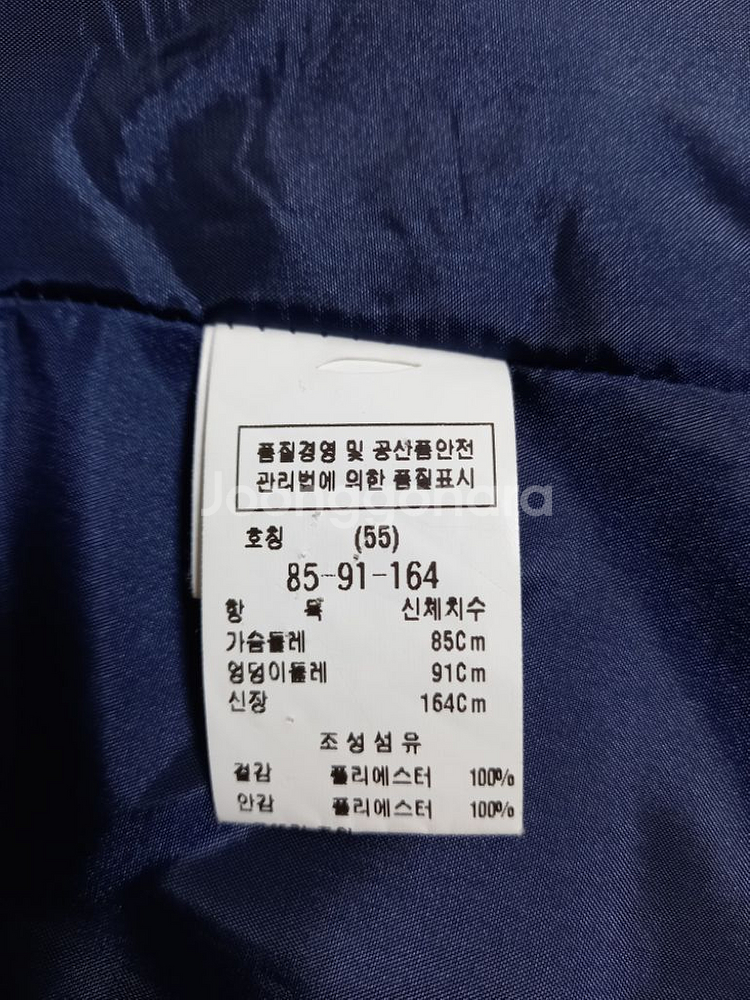 품질경영 및 공산품안전
관리법에 의한 품질표시
Joonggonara
호칭 (55)
85-91-164
항 목 신체치수
가슴둘레 85Cm
엉덩이둘레 91Cm
신장 164Cm
조성섬유
겉감 폴리에스터 100%
안감 폴리에스터 100%